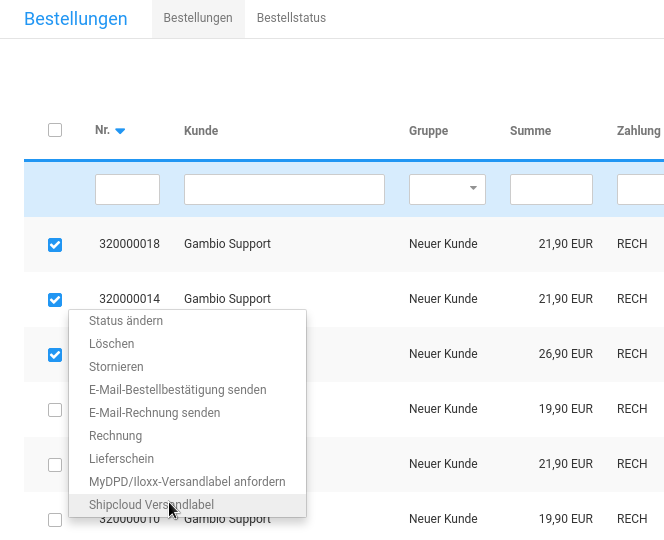 Bestellungen Bestellungen Bestellstatus
Nr. Kunde Gruppe Summe Zahlung
320000018 Gambio Support Neuer Kunde 21,90 EUR RECH
320000014 Gambio Support Neuer Kunde 21,90 EUR RECH
Status ändern
Löschen
Neuer Kunde 26,90 EUR RECH
Stornieren
E-Mail-Bestellbestätigung senden
E-Mail-Rechnung senden
Neuer Kunde 19,90 EUR RECH
Rechnung
Lieferschein
Neuer Kunde 21,90 EUR RECH
MyDPD/Iloxx-Versandlabel anfordern
Shipcloud Versandlabel
320000010 Gambio Support Neuer Kunde 19,90 EUR RECH